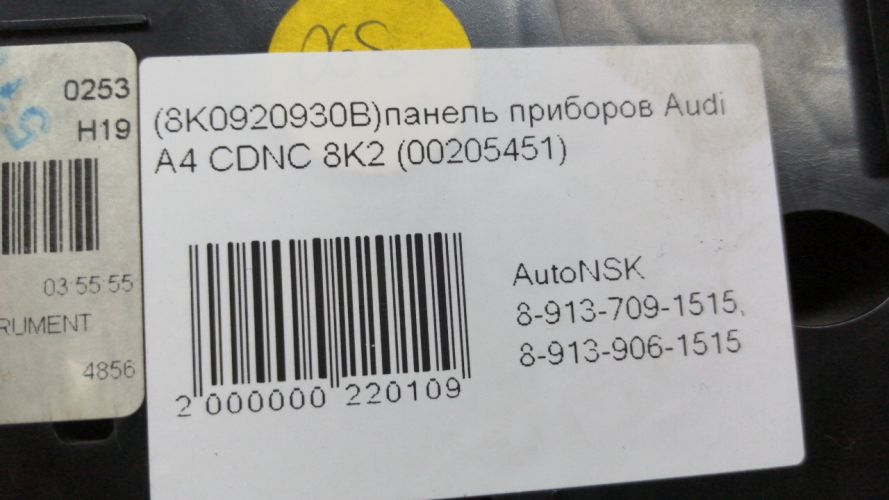 0253
H19
03:55:55
RUMENT
4856
(8K0920930B)панель приборов Audi
A4 CDNC 8K2 (00205451)
AutoNSK
8-913-709-1515,
8-913-906-1515
2 000000 220109